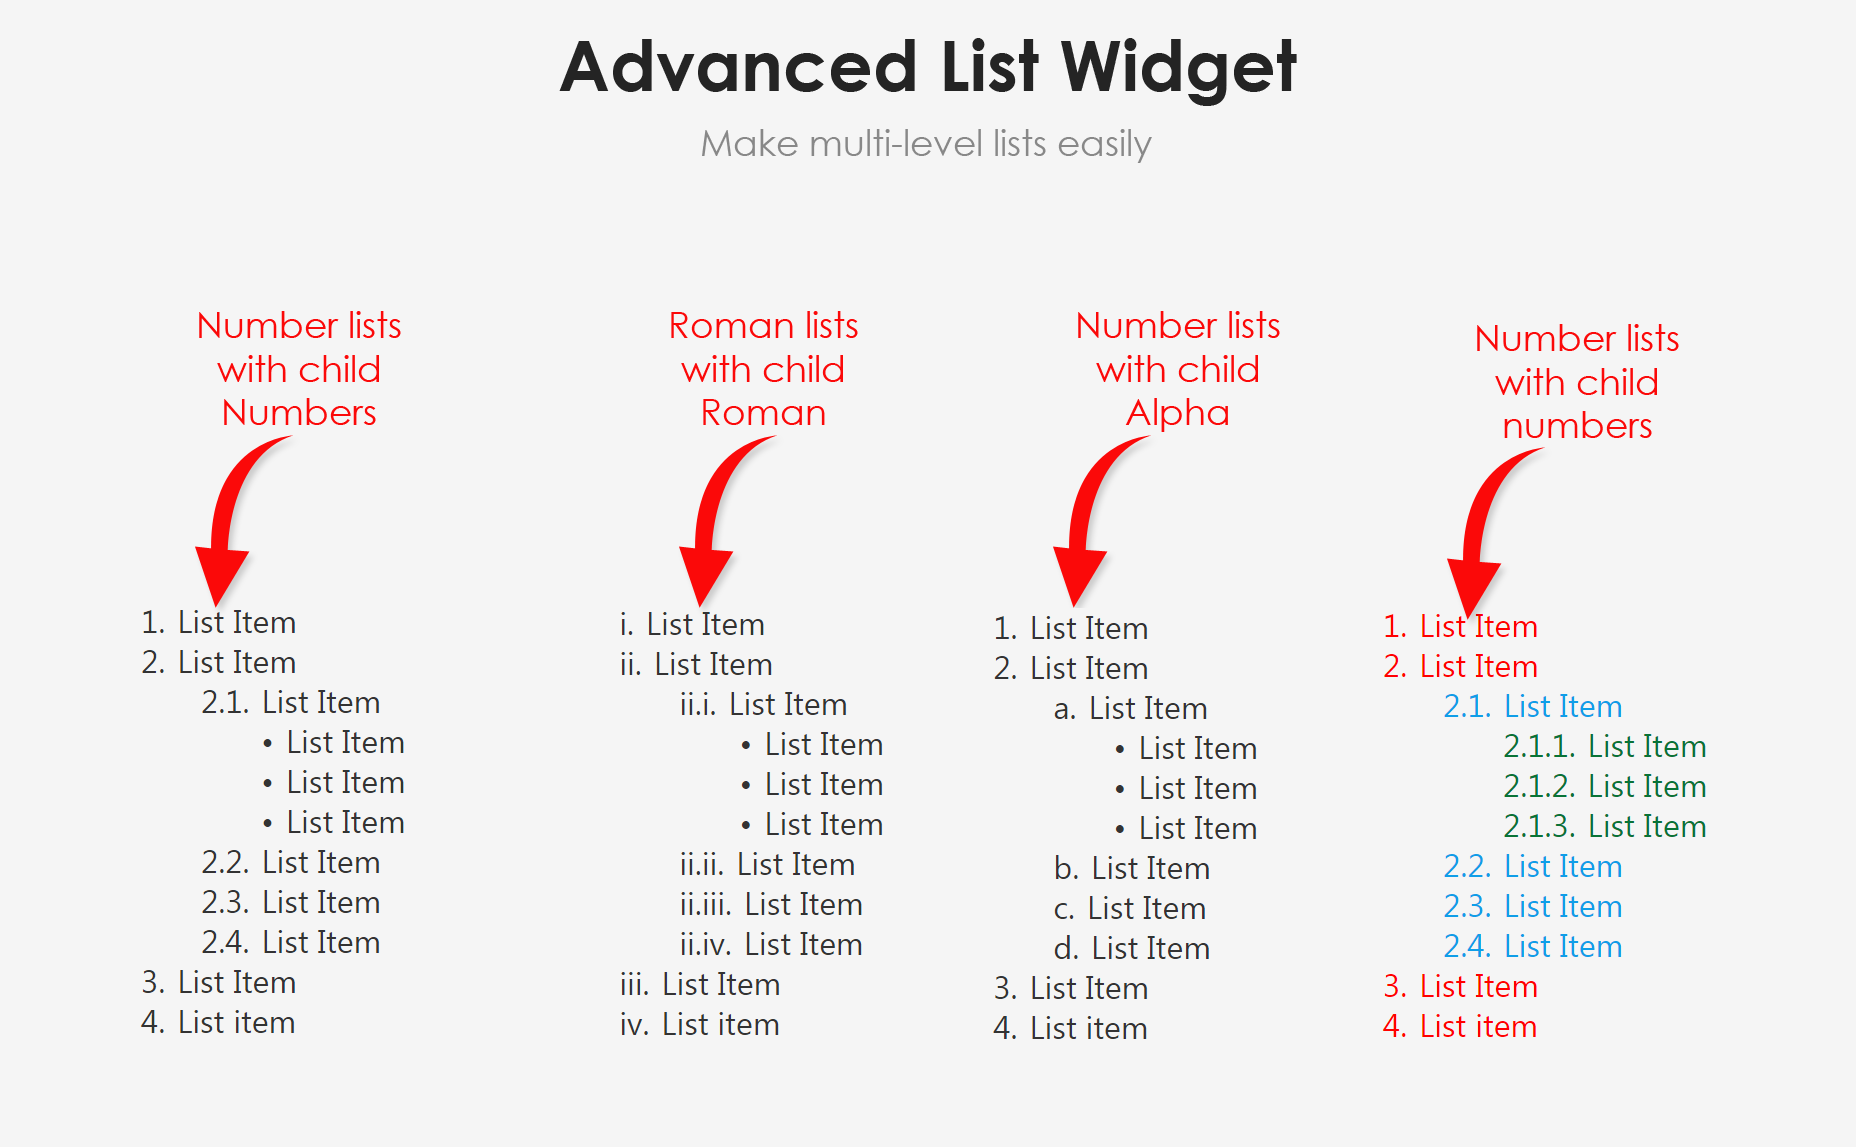 Advanced List Widget
Make multi-level lists easily
Number lists
with child
Numbers
1. List Item
2. List Item
2.1. List Item
• List Item
• List Item
• List Item
2.2. List Item
2.3. List Item
2.4. List Item
3. List Item
4. List item
Roman lists
with child
Roman
i. List Item
ii. List Item
ii.i. List Item
• List Item
• List Item
• List Item
ii.ii. List Item
ii.iii. List Item
ii.iv. List Item
iii. List Item
iv. List item
Number lists
with child
Alpha
1. List Item
2. List Item
a. List Item
• List Item
• List Item
• List Item
b. List Item
c. List Item
d. List Item
3. List Item
4. List item
Number lists
with child
numbers
1. List Item
2. List Item
2.1. List Item
2.1.1. List Item
2.1.2. List Item
2.1.3. List Item
2.2. List Item
2.3. List Item
2.4. List Item
3. List Item
4. List item